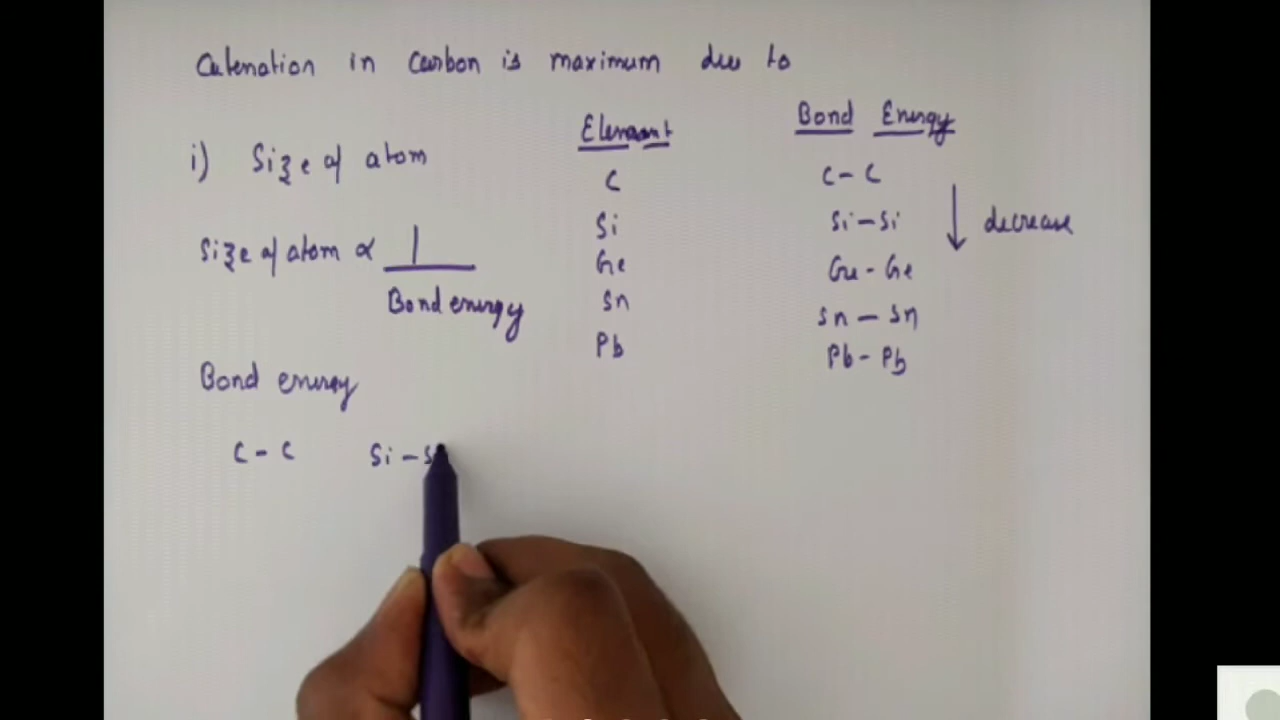 Catenation in Carbon is maximum due to
i) Size of atom
Size of atom ∝ 1
Bond energy
Bond energy
C - C Si - S
Element
C
Si
Ge
Sn
Pb
Bond Energy
C - C
Si - Si
Ge - Ge
Sn - Sn
Pb - Pb
decrease